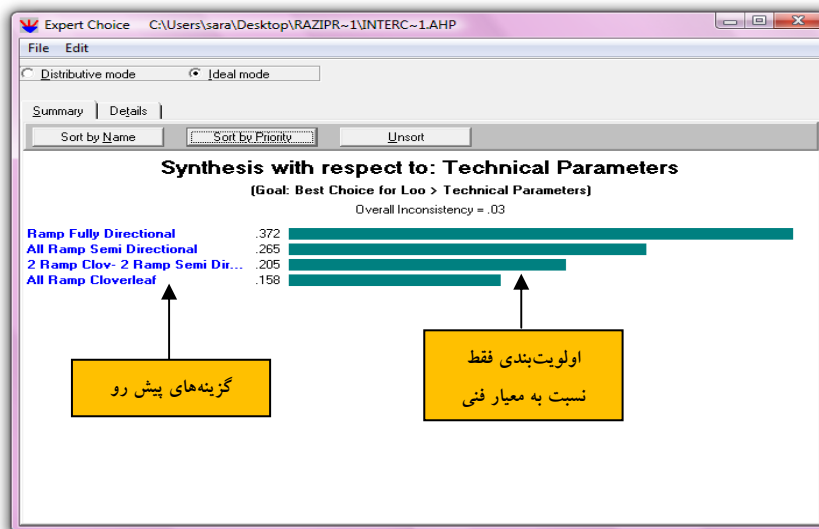 Expert Choice C:\Users\sara\Desktop\RAZIPR~1\INTERC~1.AHP
File Edit
Distributive mode Ideal mode
Summary Details
Sort by Name Sort by Priority Unsort
Synthesis with respect to: Technical Parameters
(Goal: Best Choice for Loo > Technical Parameters)
Overall Inconsistency = .03
Ramp Fully Directional .372
All Ramp Semi Directional .265
2 Ramp Clov- 2 Ramp Semi Dir... .205
All Ramp Cloverleaf .158
گزینه‌های پیش رو
اولویت‌بندی فقط
نسبت به معیار فنی